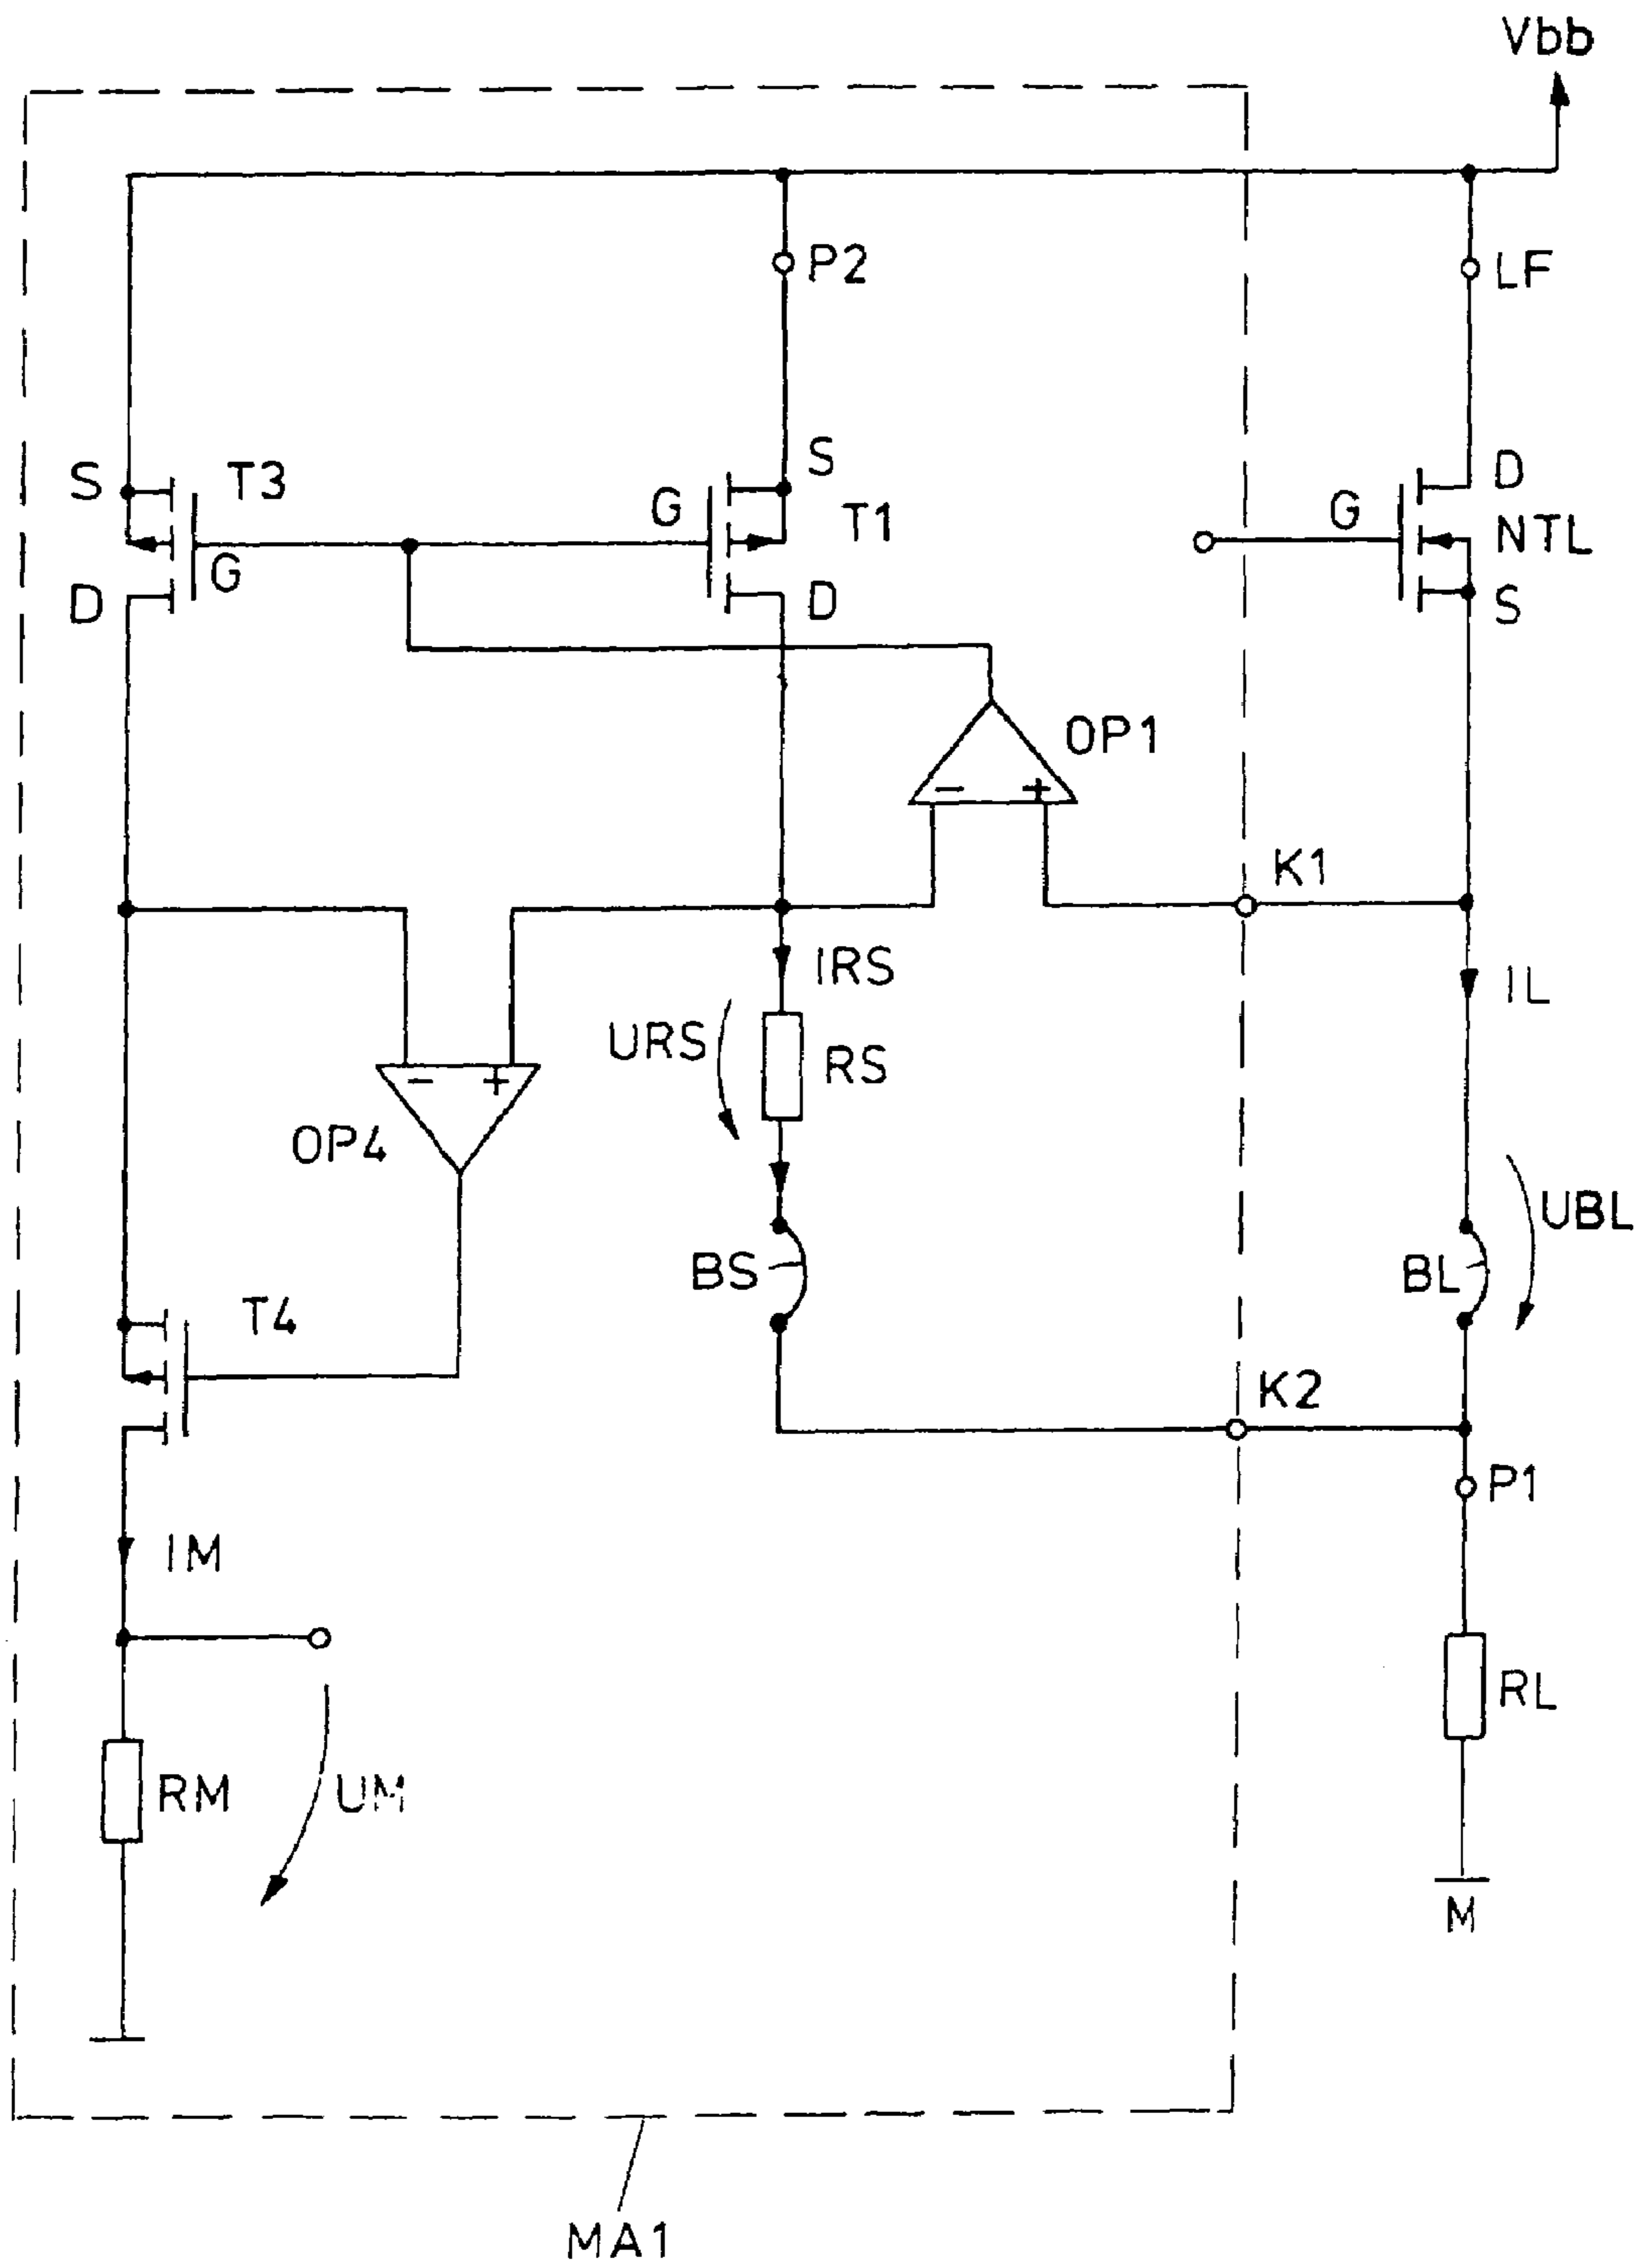 Vbb
P2
LF
S
T3
G
D
S
G
T1
D
G
D
NTL
S
OP1
-
+
K1
IRS
IL
URS
RS
-
+
OP4
UBL
BS
BL
T4
K2
P1
IM
RL
RM
UM
M
MA1